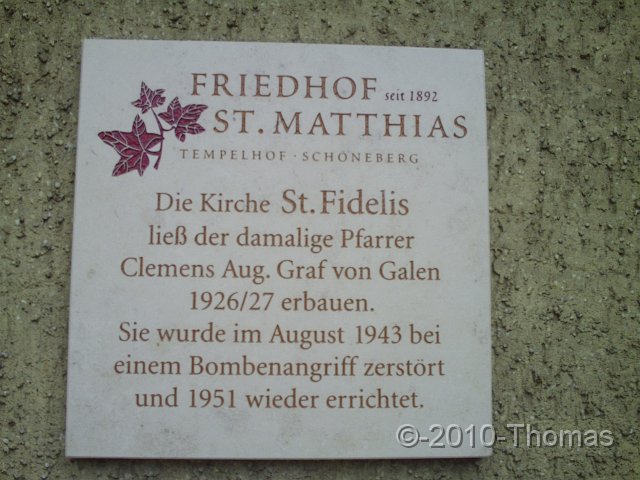 FRIEDHOF seit 1892
ST. MATTHIAS
TEMPELHOF · SCHÖNEBERG
Die Kirche St. Fidelis
ließ der damalige Pfarrer
Clemens Aug. Graf von Galen
1926/27 erbauen.
Sie wurde im August 1943 bei
einem Bombenangriff zerstört
und 1951 wieder errichtet.
©-2010-Thomas